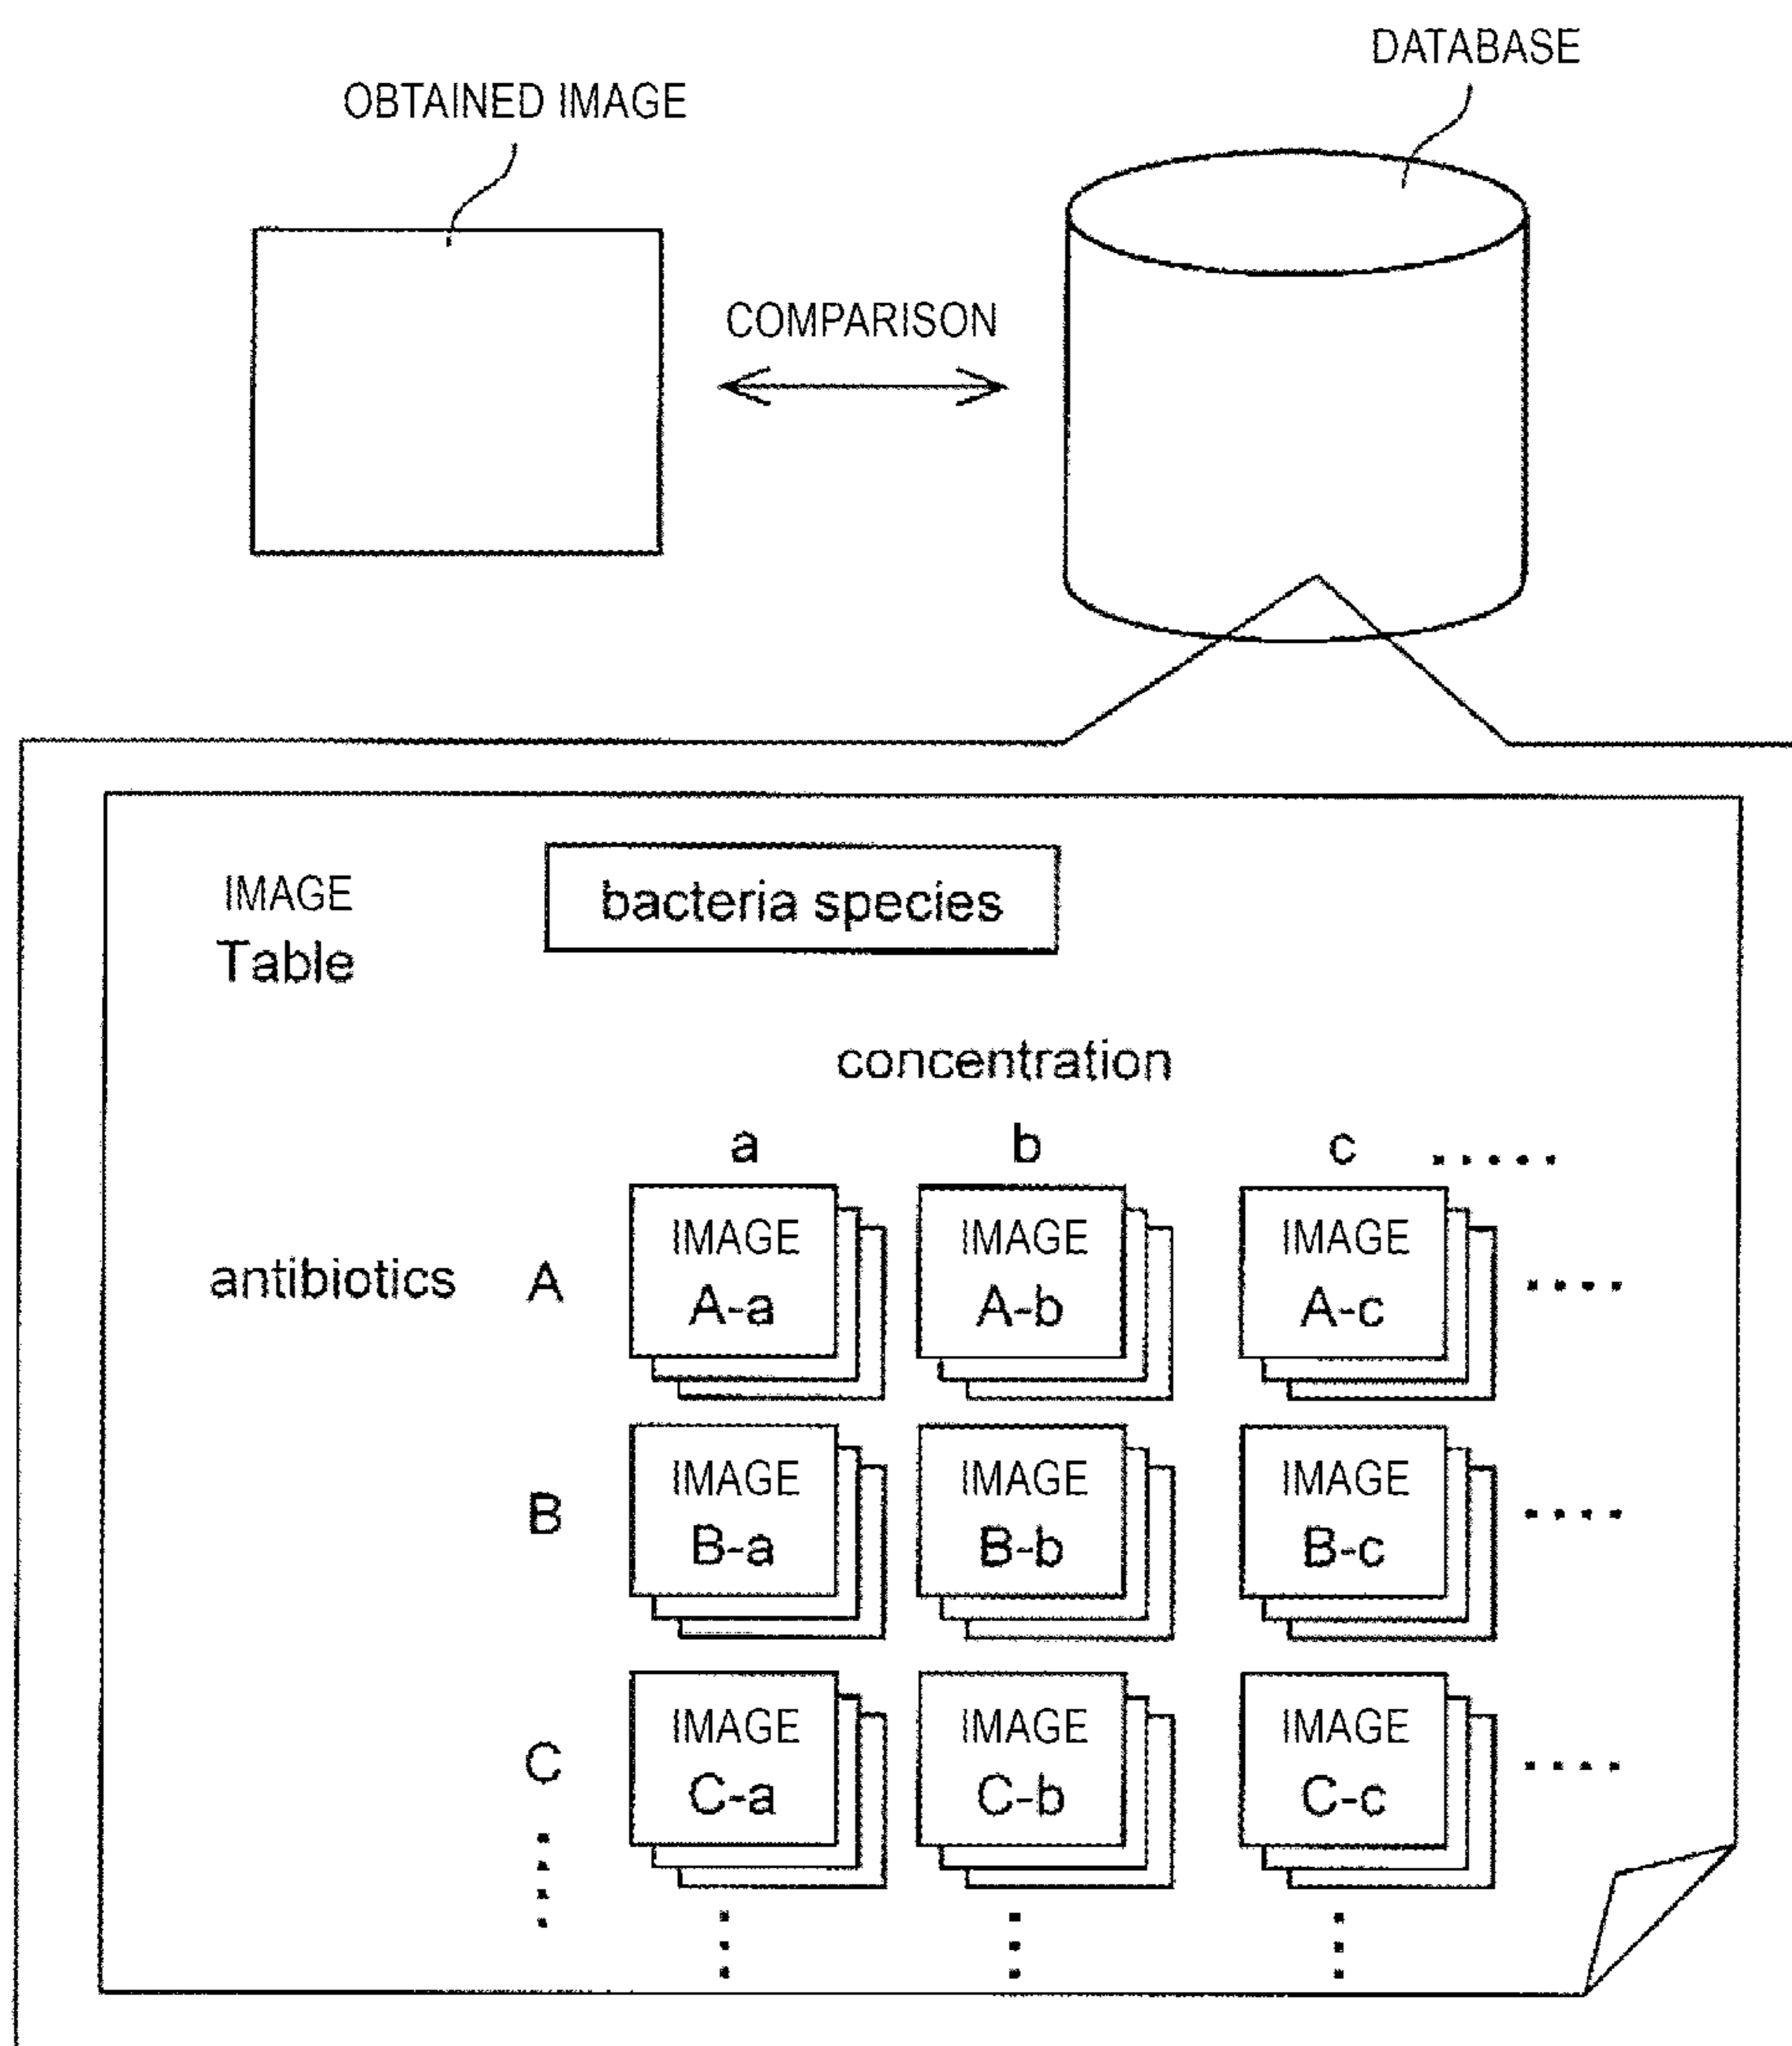 DATABASE
OBTAINED IMAGE
COMPARISON
IMAGE
Table
bacteria species
concentration
a b c .....
antibiotics A
IMAGE
A-a
IMAGE
A-b
IMAGE
A-c
....
B
IMAGE
B-a
IMAGE
B-b
IMAGE
B-c
....
C
IMAGE
C-a
IMAGE
C-b
IMAGE
C-c
....